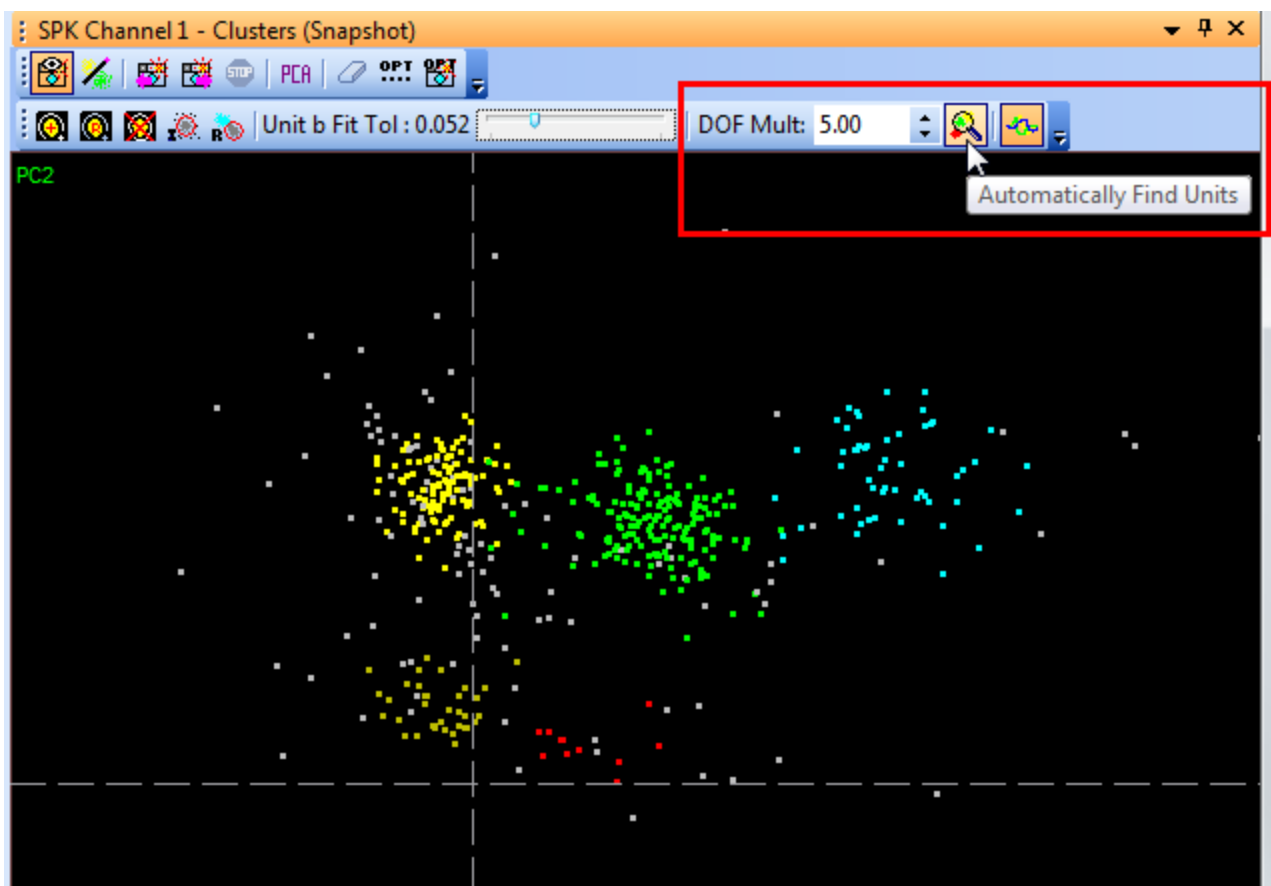 SPK Channel 1 - Clusters (Snapshot)
STOP PCA OPT OPT
I R Unit b Fit Tol : 0.052 DOF Mult: 5.00
PC2
Automatically Find Units